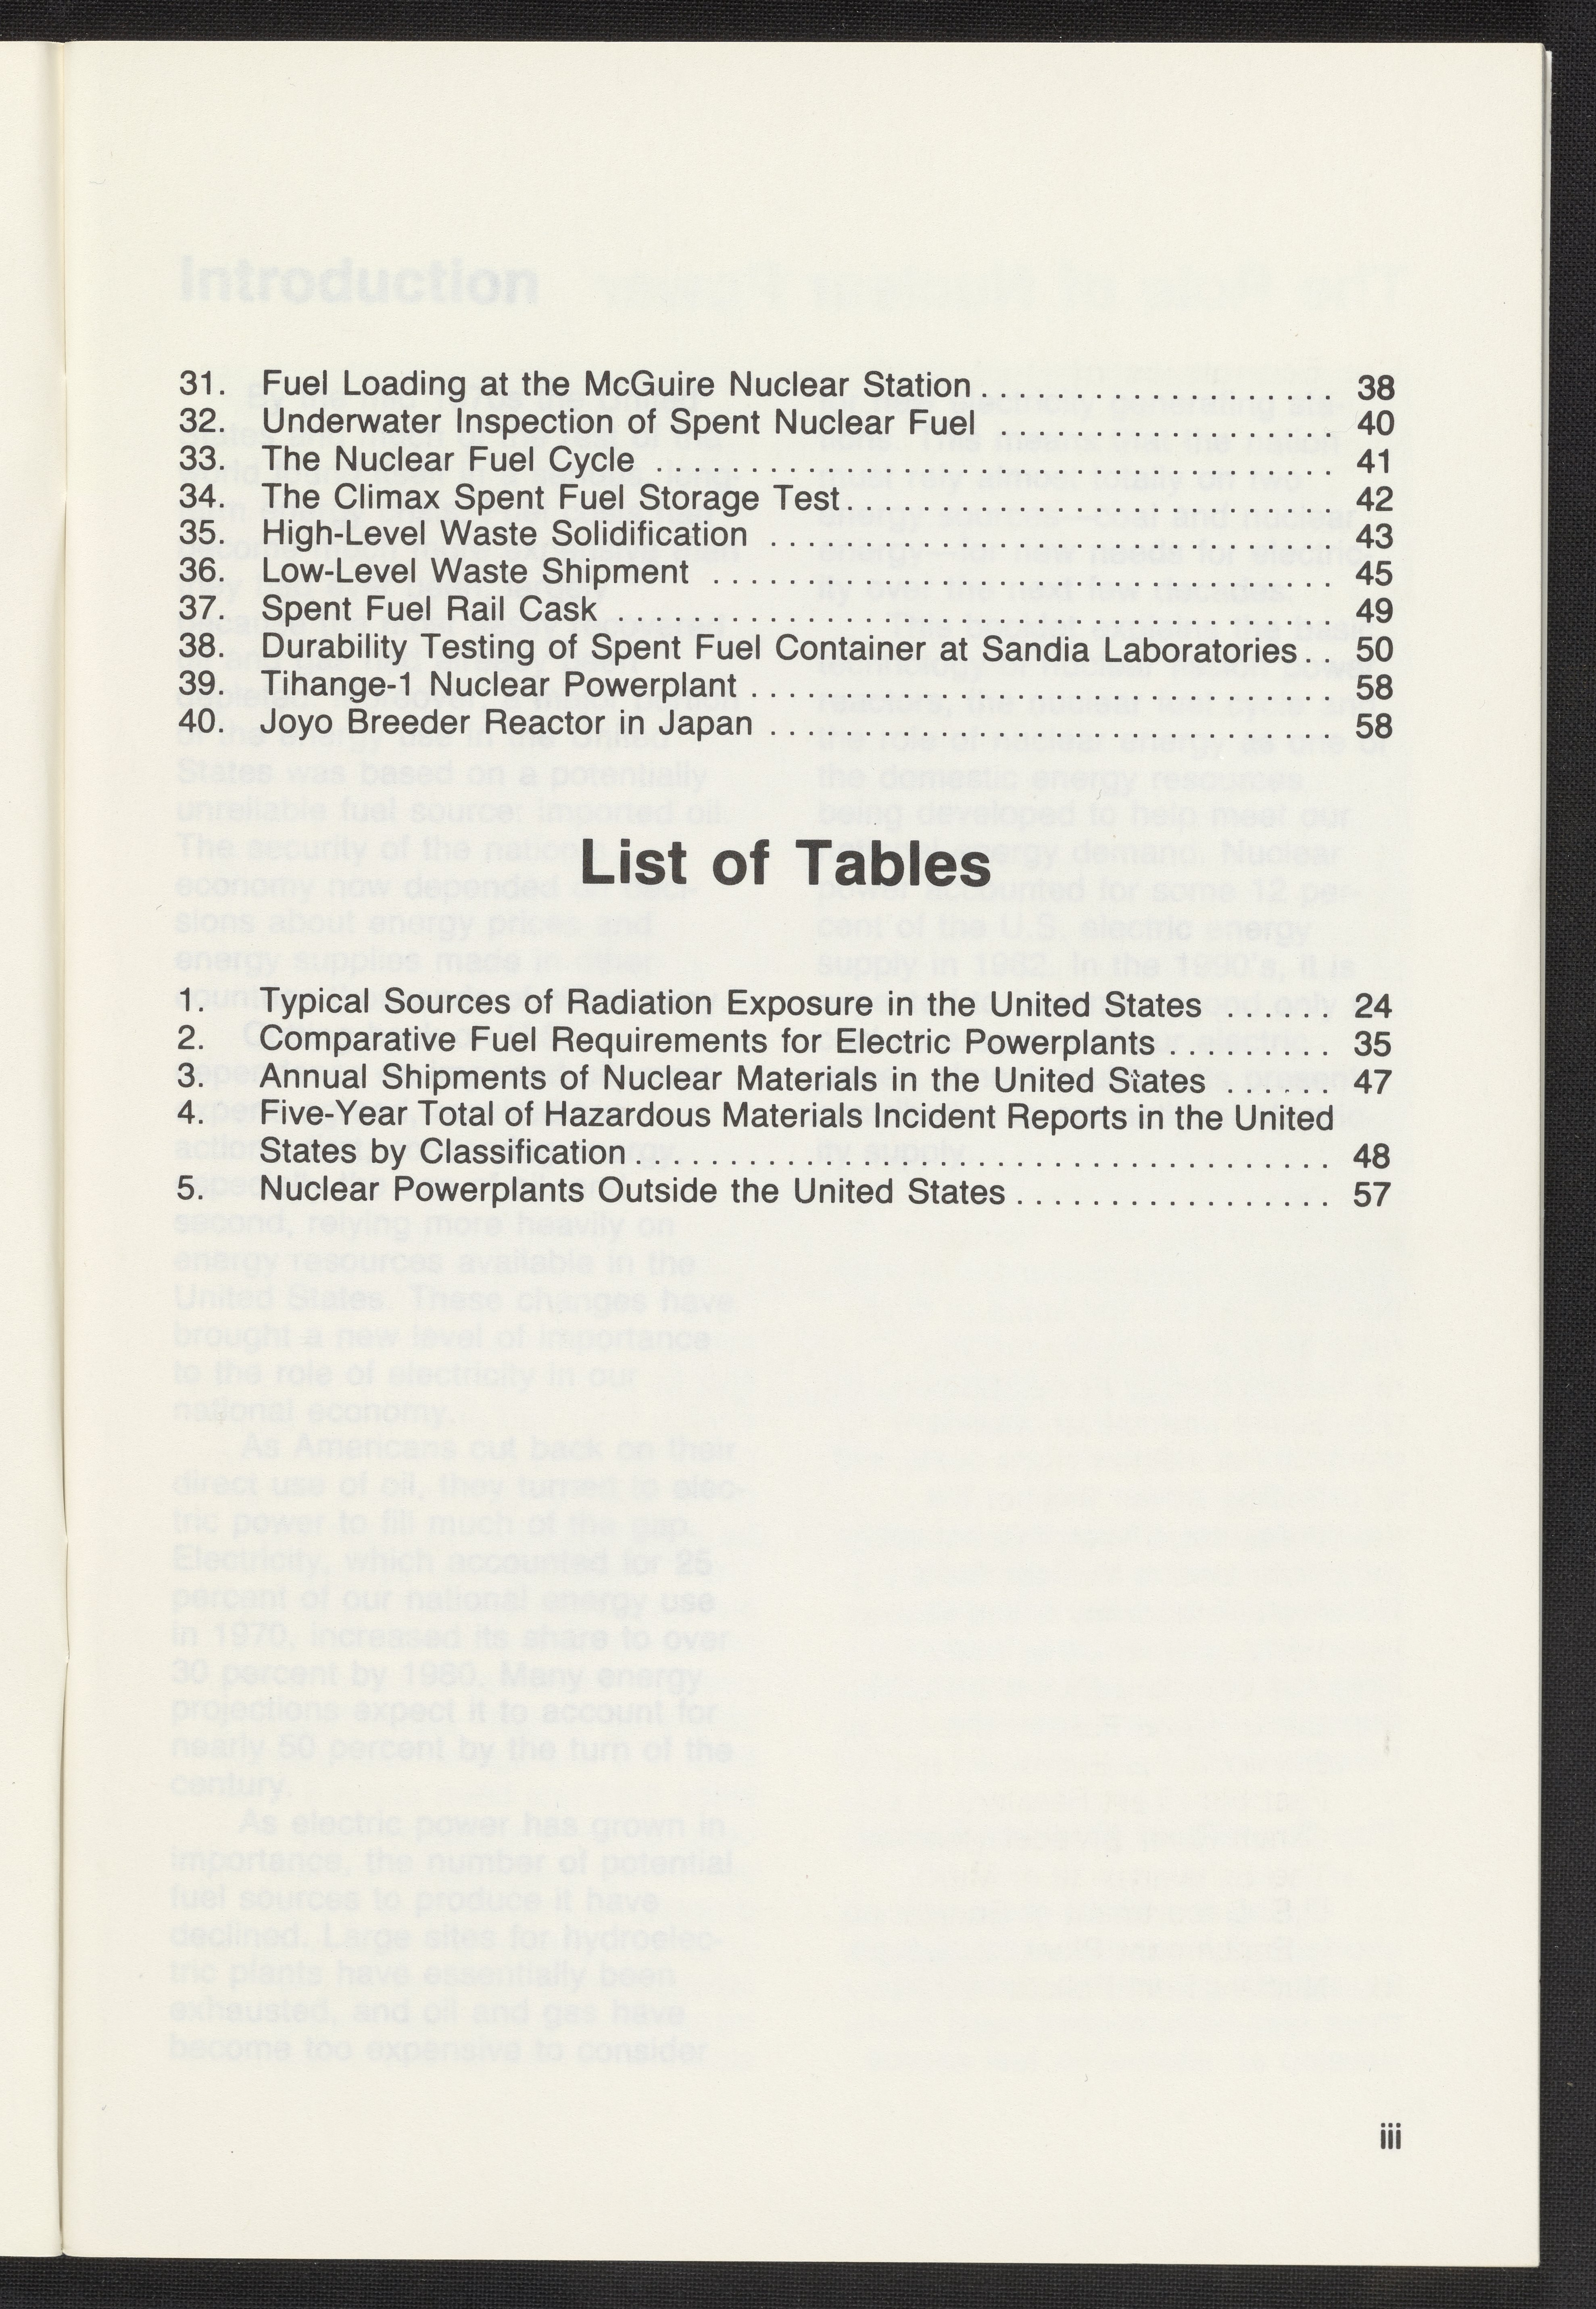 31. Fuel Loading at the McGuire Nuclear Station .................. 38
32. Underwater Inspection of Spent Nuclear Fuel .................. 40
33. The Nuclear Fuel Cycle .................................... 41
34. The Climax Spent Fuel Storage Test .......................... 42
35. High-Level Waste Solidification .............................. 43
36. Low-Level Waste Shipment ................................. 45
37. Spent Fuel Rail Cask ....................................... 49
38. Durability Testing of Spent Fuel Container at Sandia Laboratories.. 50
39. Tihange-1 Nuclear Powerplant ............................... 58
40. Joyo Breeder Reactor in Japan .............................. 58
List of Tables
1. Typical Sources of Radiation Exposure in the United States ...... 24
2. Comparative Fuel Requirements for Electric Powerplants ......... 35
3. Annual Shipments of Nuclear Materials in the United States ...... 47
4. Five-Year Total of Hazardous Materials Incident Reports in the United
States by Classification..................................... 48
5. Nuclear Powerplants Outside the United States ................. 57
iii